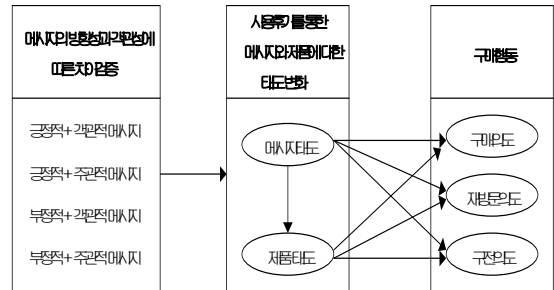 메시지의 방향성과 객관성에
따른 차이 검증
긍정적 + 객관적 메시지
긍정적 + 주관적 메시지
부정적 + 객관적 메시지
부정적 + 주관적 메시지
사용후기를 통한
메시지와 제품에 대한
태도변화
메시지태도
제품태도
구매행동
구매의도
재방문의도
구전의도